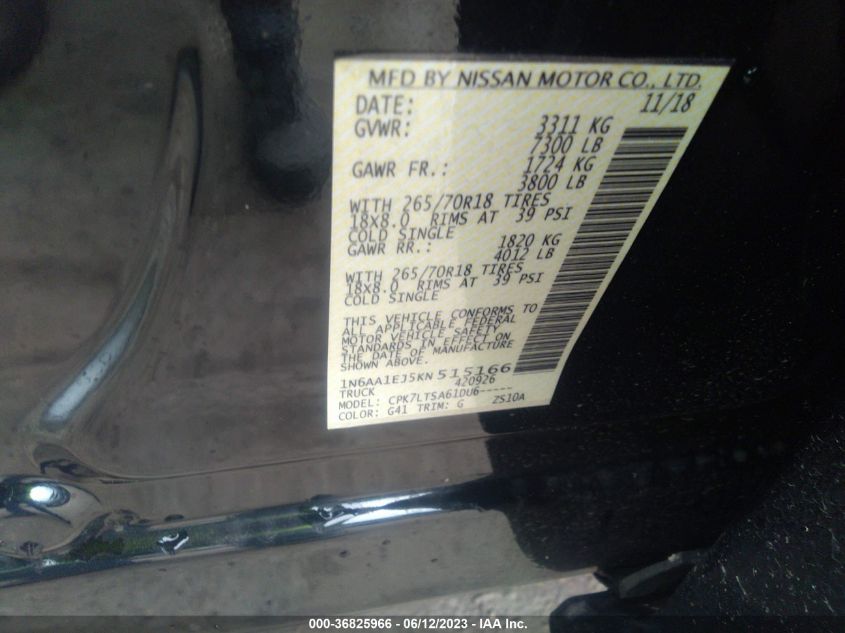 MFD BY NISSAN MOTOR CO., LTD.
DATE: 11/18
GVWR: 3311 KG
7300 LB
GAWR FR.: 1724 KG
3800 LB
WITH 265/70R18 TIRES
18X8.0 RIMS AT 39 PSI
COLD SINGLE
GAWR RR.: 1820 KG
4012 LB
WITH 265/70R18 TIRES
18X8.0 RIMS AT 39 PSI
COLD SINGLE
THIS VEHICLE CONFORMS TO
ALL APPLICABLE FEDERAL
MOTOR VEHICLE SAFETY
STANDARDS IN EFFECT ON
THE DATE OF MANUFACTURE
SHOWN ABOVE.
1N6AA1EJ5KN515166
TRUCK 420926
MODEL: CPK7LTSA61DU6-----
COLOR: G41 TRIM: G ZS10A
000-36825966 - 06/12/2023 - IAA Inc.